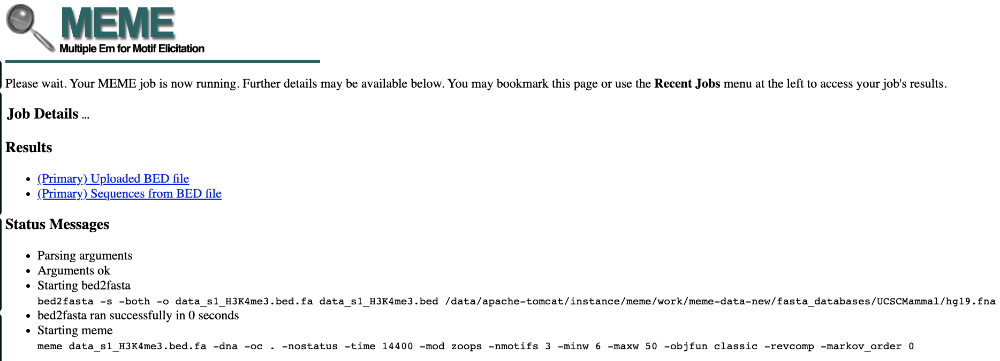 MEME
Multiple Em for Motif Elicitation
Please wait. Your MEME job is now running. Further details may be available below. You may bookmark this page or use the Recent Jobs menu at the left to access your job's results.
Job Details ...
Results
• (Primary) Uploaded BED file
• (Primary) Sequences from BED file
Status Messages
• Parsing arguments
• Arguments ok
• Starting bed2fasta
bed2fasta -s -both -o data_s1_H3K4me3.bed.fa data_s1_H3K4me3.bed /data/apache-tomcat/instance/meme/work/meme-data-new/fasta_databases/UCSCMammal/hg19.fna
• bed2fasta ran successfully in 0 seconds
• Starting meme
meme data_s1_H3K4me3.bed.fa -dna -oc . -nostatus -time 14400 -mod zoops -nmotifs 3 -minw 6 -maxw 50 -objfun classic -revcomp -markov_order 0